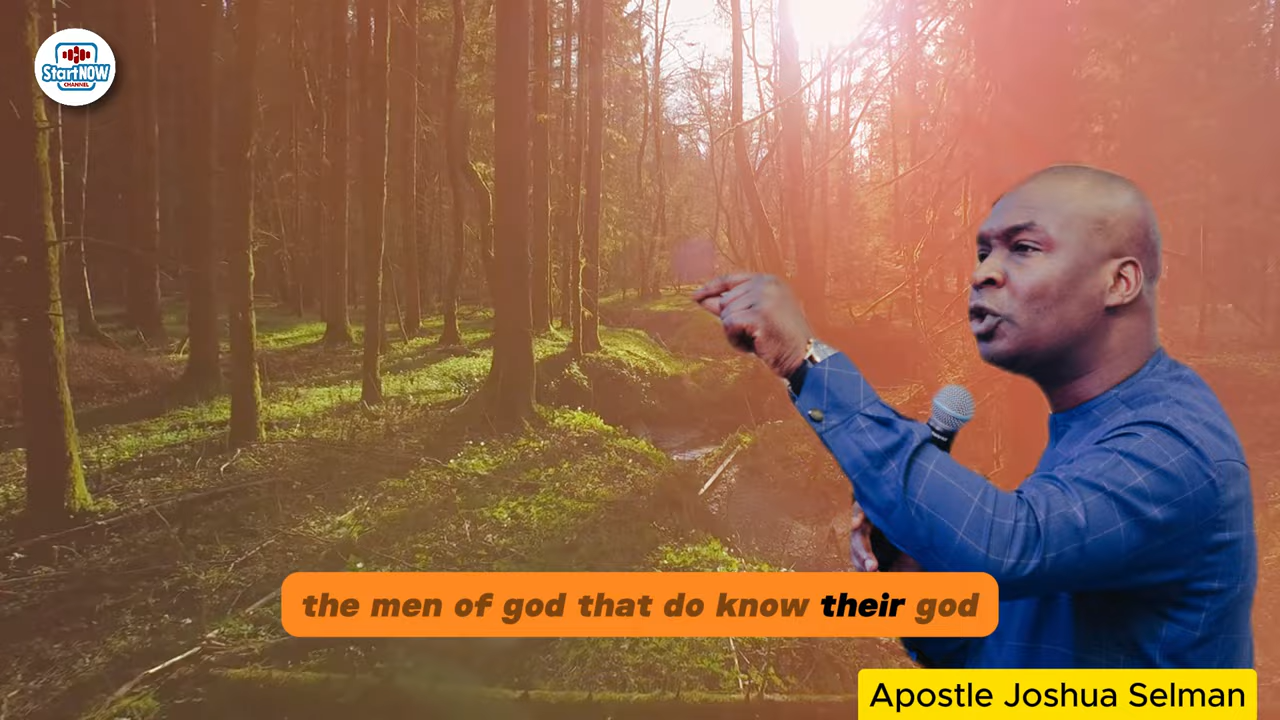 StartNOW
CHANNEL
the men of god that do know their god
Apostle Joshua Selman